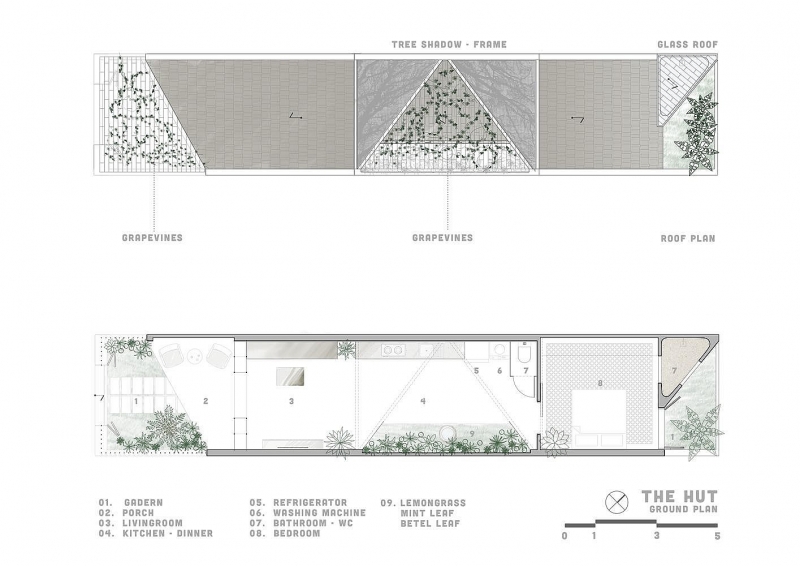 TREE SHADOW - FRAME
GLASS ROOF
GRAPEVINES
GRAPEVINES
ROOF PLAN
1
2
3
4
5
6
7
8
7
9
1
01. GADERN
02. PORCH
03. LIVINGROOM
04. KITCHEN - DINNER
05. REFRIGERATOR
06. WASHING MACHINE
07. BATHROOM - WC
08. BEDROOM
09. LEMONGRASS
MINT LEAF
BETEL LEAF
THE HUT
GROUND PLAN
0 1 3 5